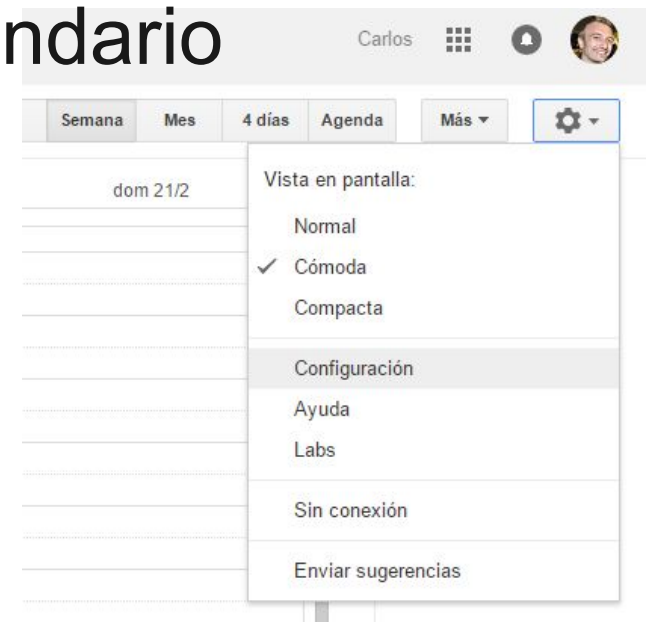 ndario
Carlos
Semana Mes 4 días Agenda Más
dom 21/2
Vista en pantalla:
Normal
Cómoda
Compacta
Configuración
Ayuda
Labs
Sin conexión
Enviar sugerencias